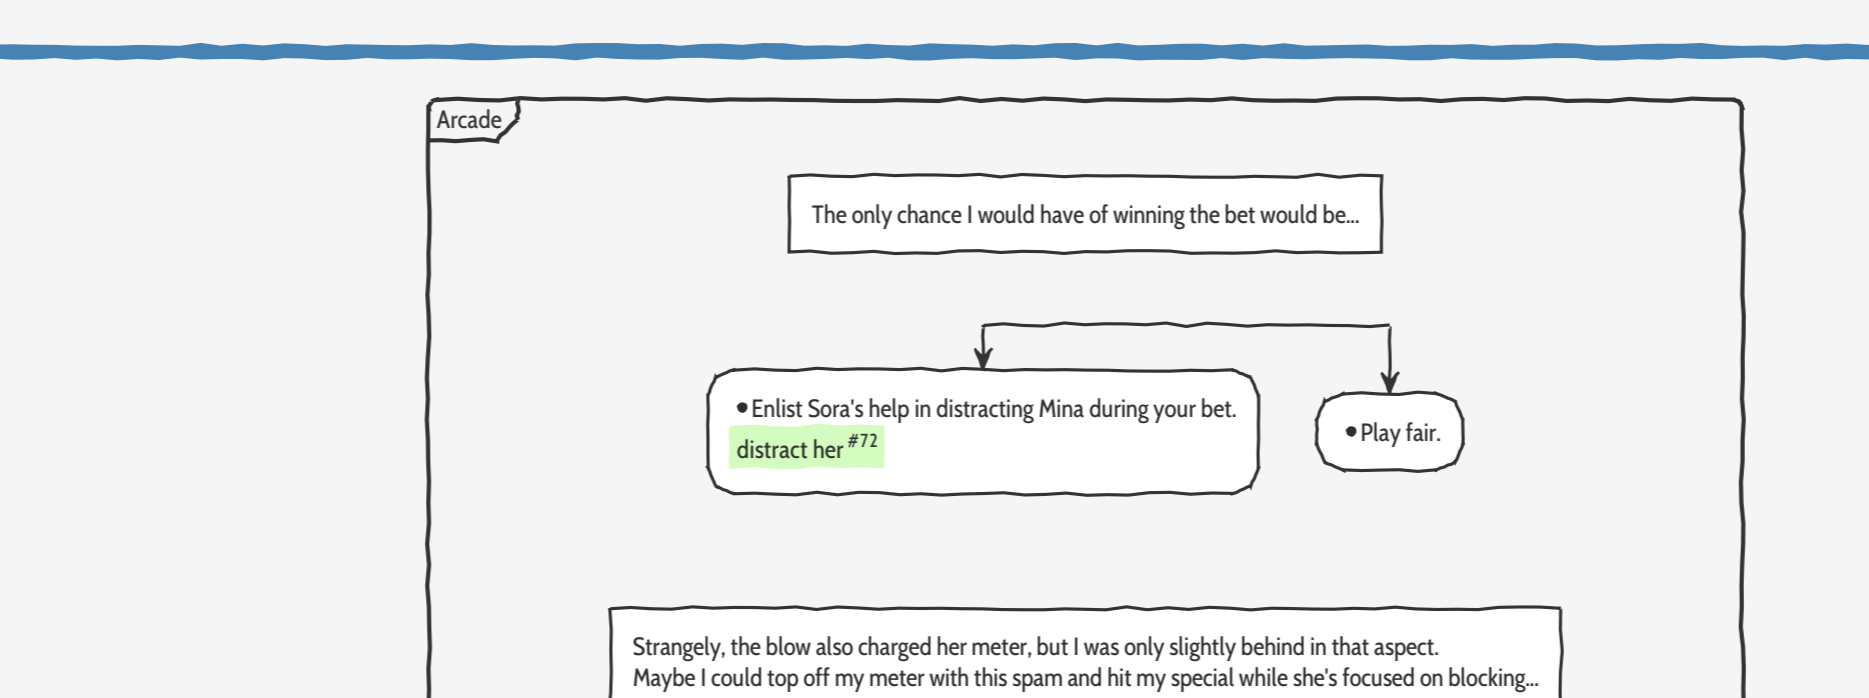 Arcade
The only chance I would have of winning the bet would be...
●Enlist Sora's help in distracting Mina during your bet.
distract her #72
●Play fair.
Strangely, the blow also charged her meter, but I was only slightly behind in that aspect.
Maybe I could top off my meter with this spam and hit my special while she's focused on blocking...